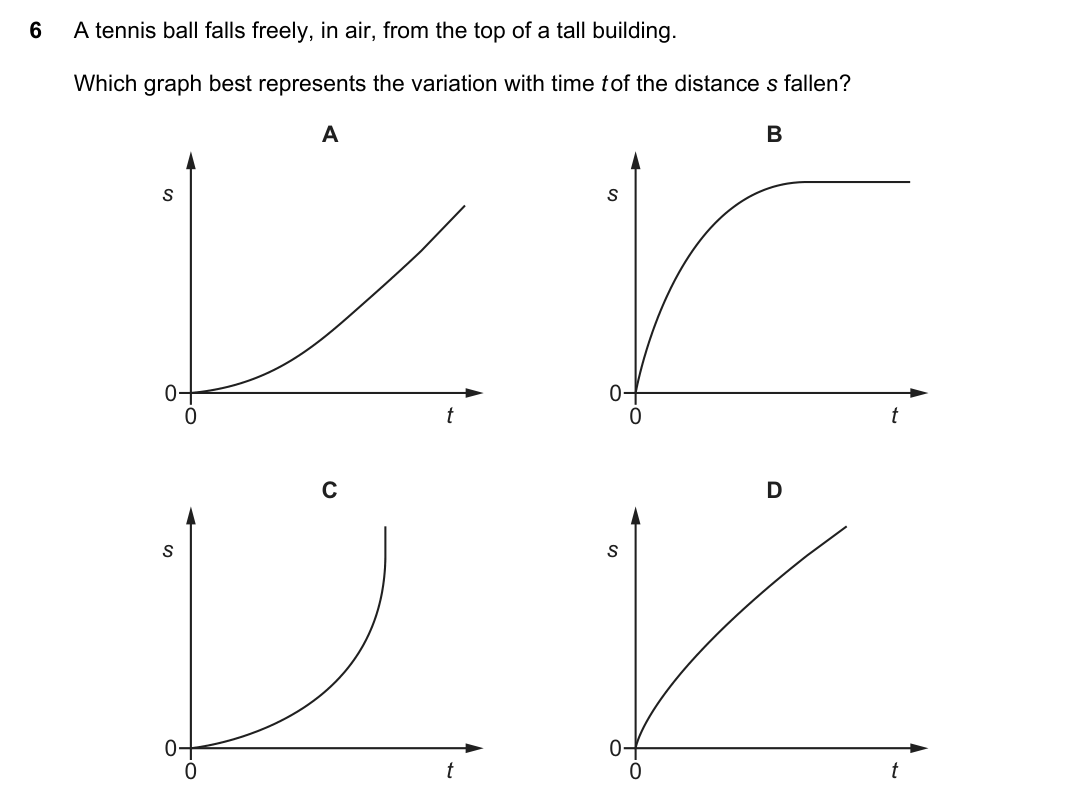 6 A tennis ball falls freely, in air, from the top of a tall building.
Which graph best represents the variation with time t of the distance s fallen?
A
B
s
s
0
0
0
t
0
t
C
D
s
s
0
0
0
t
0
t